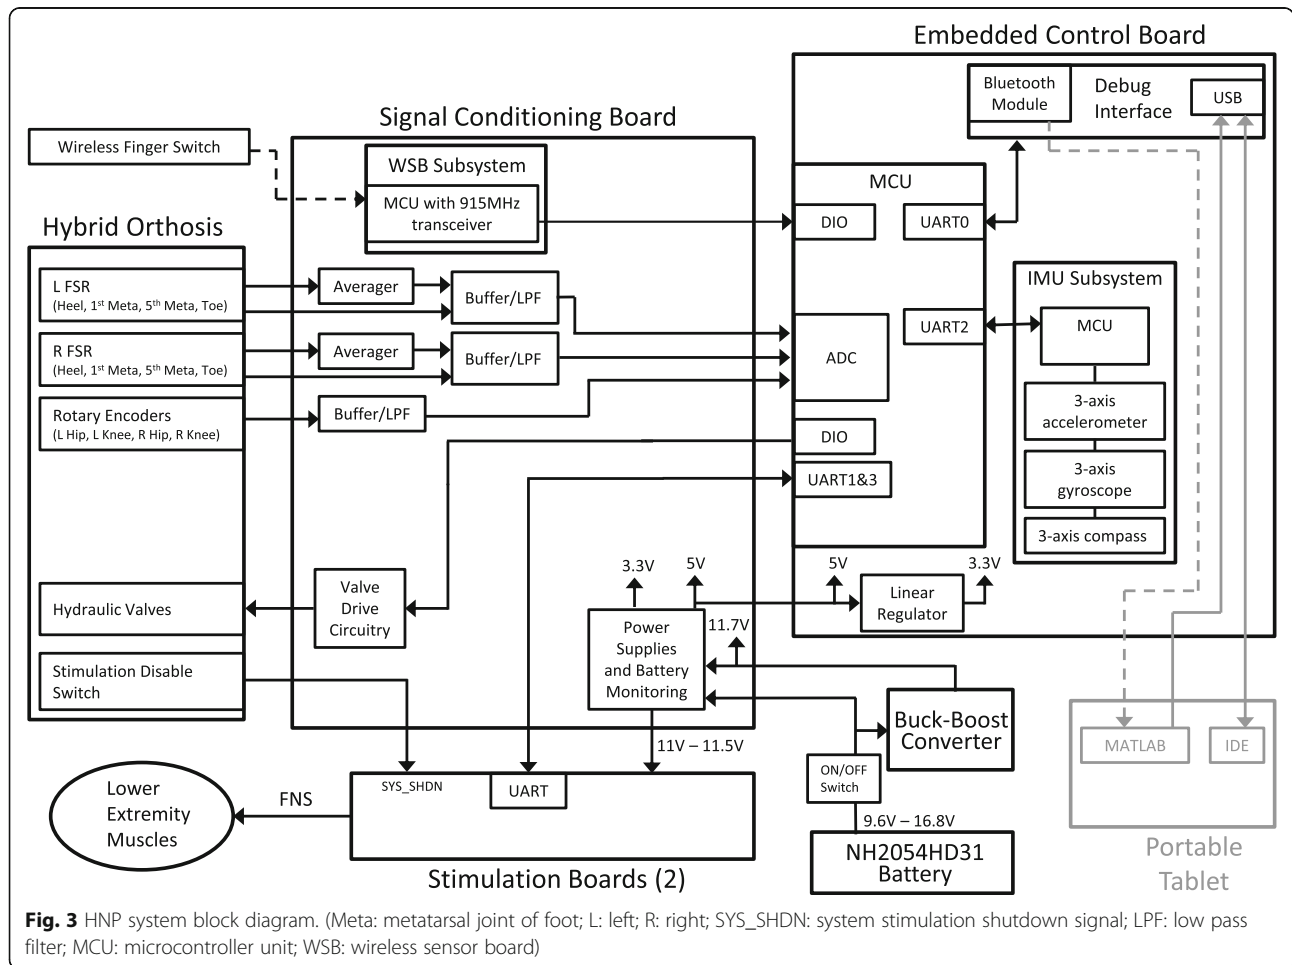 Embedded Control Board
Bluetooth
Module
Debug
Interface
USB
Signal Conditioning Board
Wireless Finger Switch
WSB Subsystem
MCU with 915MHz
transceiver
MCU
DIO
UART0
Hybrid Orthosis
L FSR
(Heel, 1st Meta, 5th Meta, Toe)
Averager
Buffer/LPF
R FSR
(Heel, 1st Meta, 5th Meta, Toe)
Averager
Buffer/LPF
Rotary Encoders
(L Hip, L Knee, R Hip, R Knee)
Buffer/LPF
ADC
UART2
DIO
UART1&3
IMU Subsystem
MCU
3-axis
accelerometer
3-axis
gyroscope
3-axis compass
Hydraulic Valves
Valve
Drive
Circuitry
3.3V
5V
5V
3.3V
Linear
Regulator
Power
Supplies
and Battery
Monitoring
11.7V
Stimulation Disable
Switch
Buck-Boost
Converter
MATLAB
IDE
11V – 11.5V
ON/OFF
Switch
SYS_SHDN
UART
Lower
Extremity
Muscles
FNS
9.6V – 16.8V
NH2054HD31
Battery
Portable
Tablet
Stimulation Boards (2)
Fig. 3 HNP system block diagram. (Meta: metatarsal joint of foot; L: left; R: right; SYS_SHDN: system stimulation shutdown signal; LPF: low pass
filter; MCU: microcontroller unit; WSB: wireless sensor board)